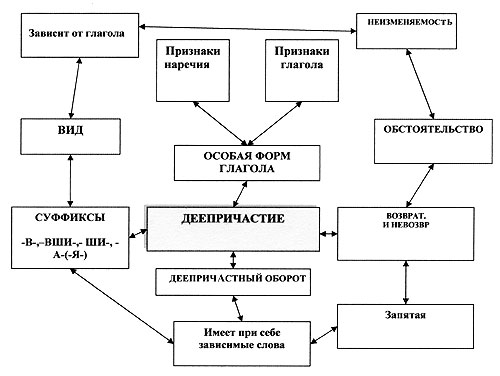 Зависит от глагола
НЕИЗМЕНЯЕМОСТЬ
Признаки
наречия
Признаки
глагола
ВИД
ОБСТОЯТЕЛЬСТВО
ОСОБАЯ ФОРМ
ГЛАГОЛА
СУФФИКСЫ
-В-,-ВШИ-,- ШИ-, -
А-(-Я-)
ДЕЕПРИЧАСТИЕ
ВОЗВРАТ.
И НЕВОЗВР
ДЕЕПРИЧАСТНЫЙ ОБОРОТ
Имеет при себе
зависимые слова
Запятая